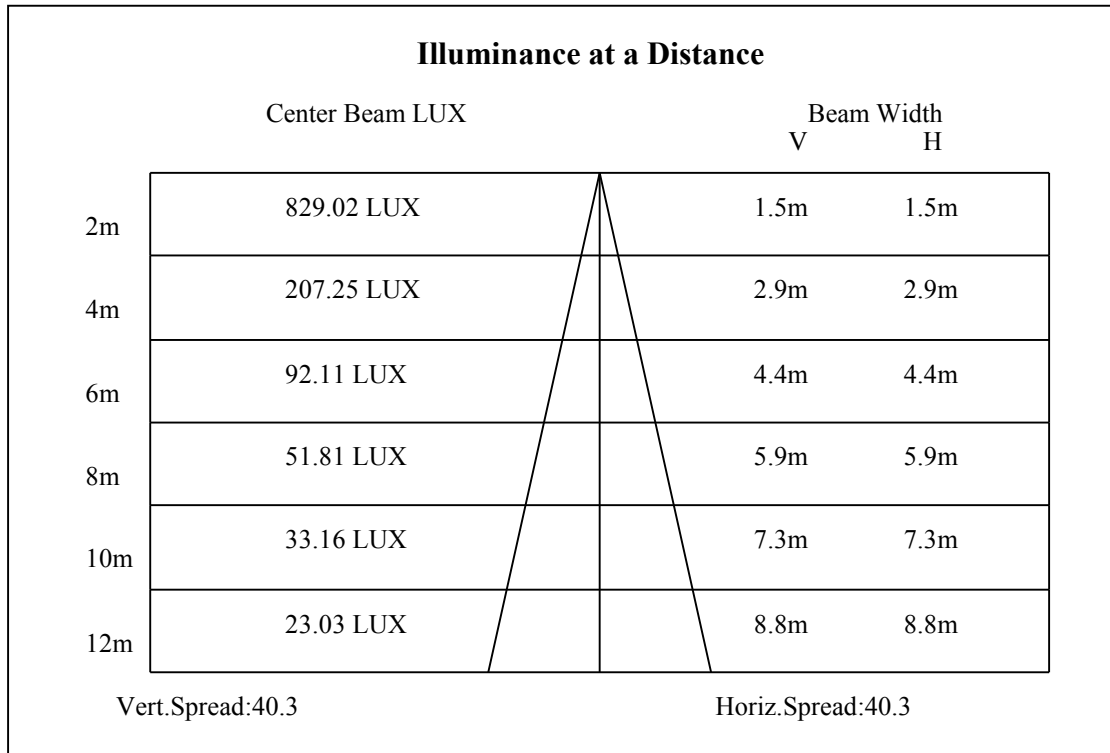 Illuminance at a Distance
Center Beam LUX Beam Width
V H
2m 829.02 LUX 1.5m 1.5m
4m 207.25 LUX 2.9m 2.9m
6m 92.11 LUX 4.4m 4.4m
8m 51.81 LUX 5.9m 5.9m
10m 33.16 LUX 7.3m 7.3m
12m 23.03 LUX 8.8m 8.8m
Vert.Spread:40.3 Horiz.Spread:40.3